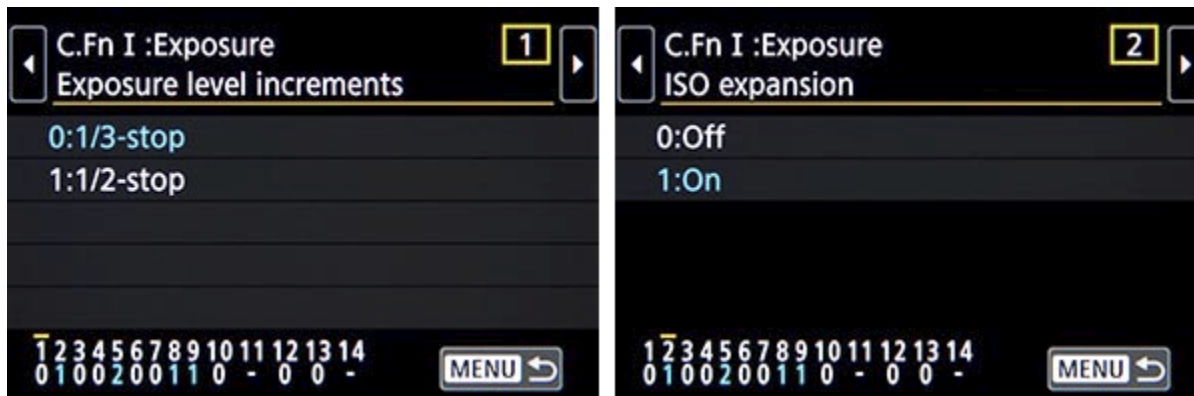 C.Fn I :Exposure 1
Exposure level increments
0:1/3-stop
1:1/2-stop
1 2 3 4 5 6 7 8 9 10 11 12 13 14
0 1 0 0 2 0 0 1 1 0 - 0 0 -
MENU
C.Fn I :Exposure 2
ISO expansion
0:Off
1:On
1 2 3 4 5 6 7 8 9 10 11 12 13 14
0 1 0 0 2 0 0 1 1 0 - 0 0 -
MENU